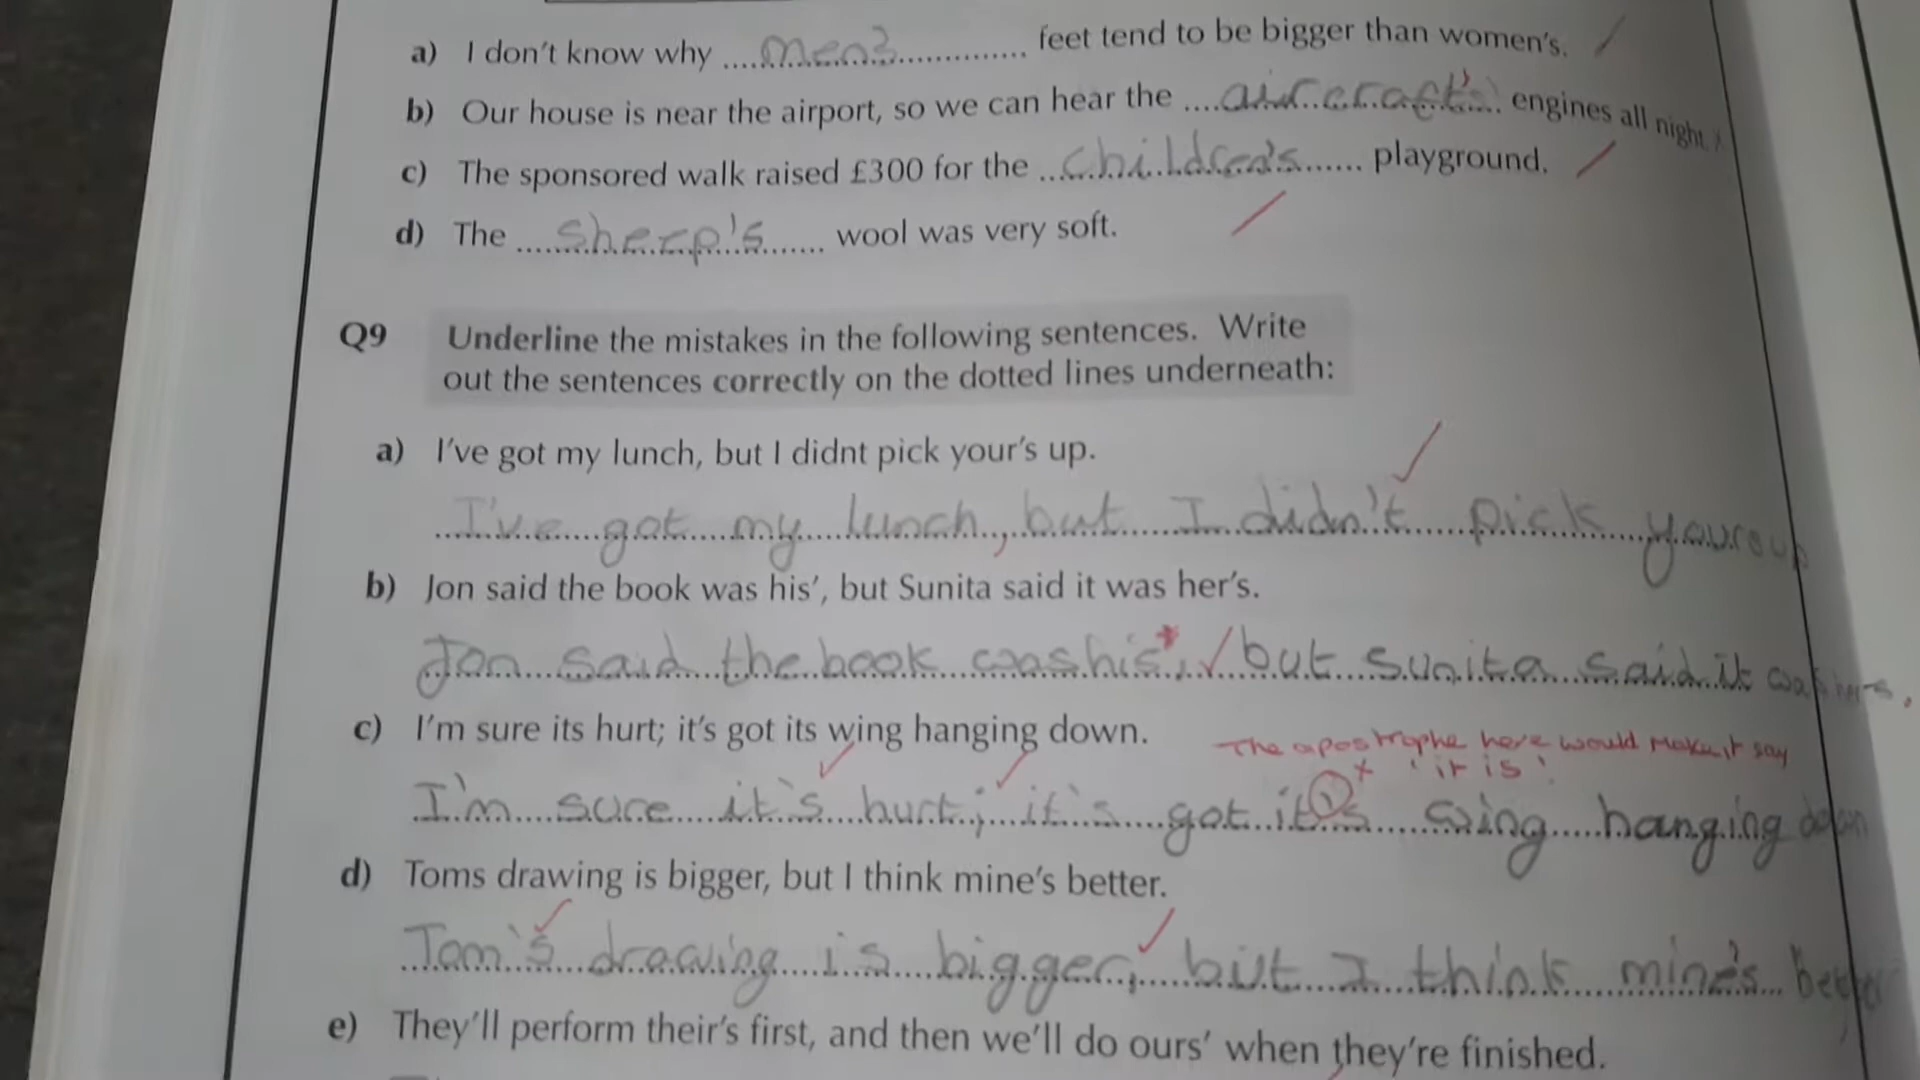 a) I don't know why ....men's.... feet tend to be bigger than women's.
b) Our house is near the airport, so we can hear the ....aircraft's.... engines all night.
c) The sponsored walk raised £300 for the ....children's.... playground.
d) The ....sheep's.... wool was very soft.
Q9 Underline the mistakes in the following sentences. Write
out the sentences correctly on the dotted lines underneath:
a) I've got my lunch, but I didnt pick your's up.
I've got my lunch, but I didn't pick yours up
b) Jon said the book was his', but Sunita said it was her's.
Jon said the book was his', but Sunita said it was hers.
c) I'm sure its hurt; it's got its wing hanging down.
The apostrophe here would make it say
'it is'.
I'm sure it's hurt; it's got it's wing hanging down
d) Toms drawing is bigger, but I think mine's better.
Tom's drawing is bigger, but I think mine's better
e) They'll perform their's first, and then we'll do ours' when they're finished.